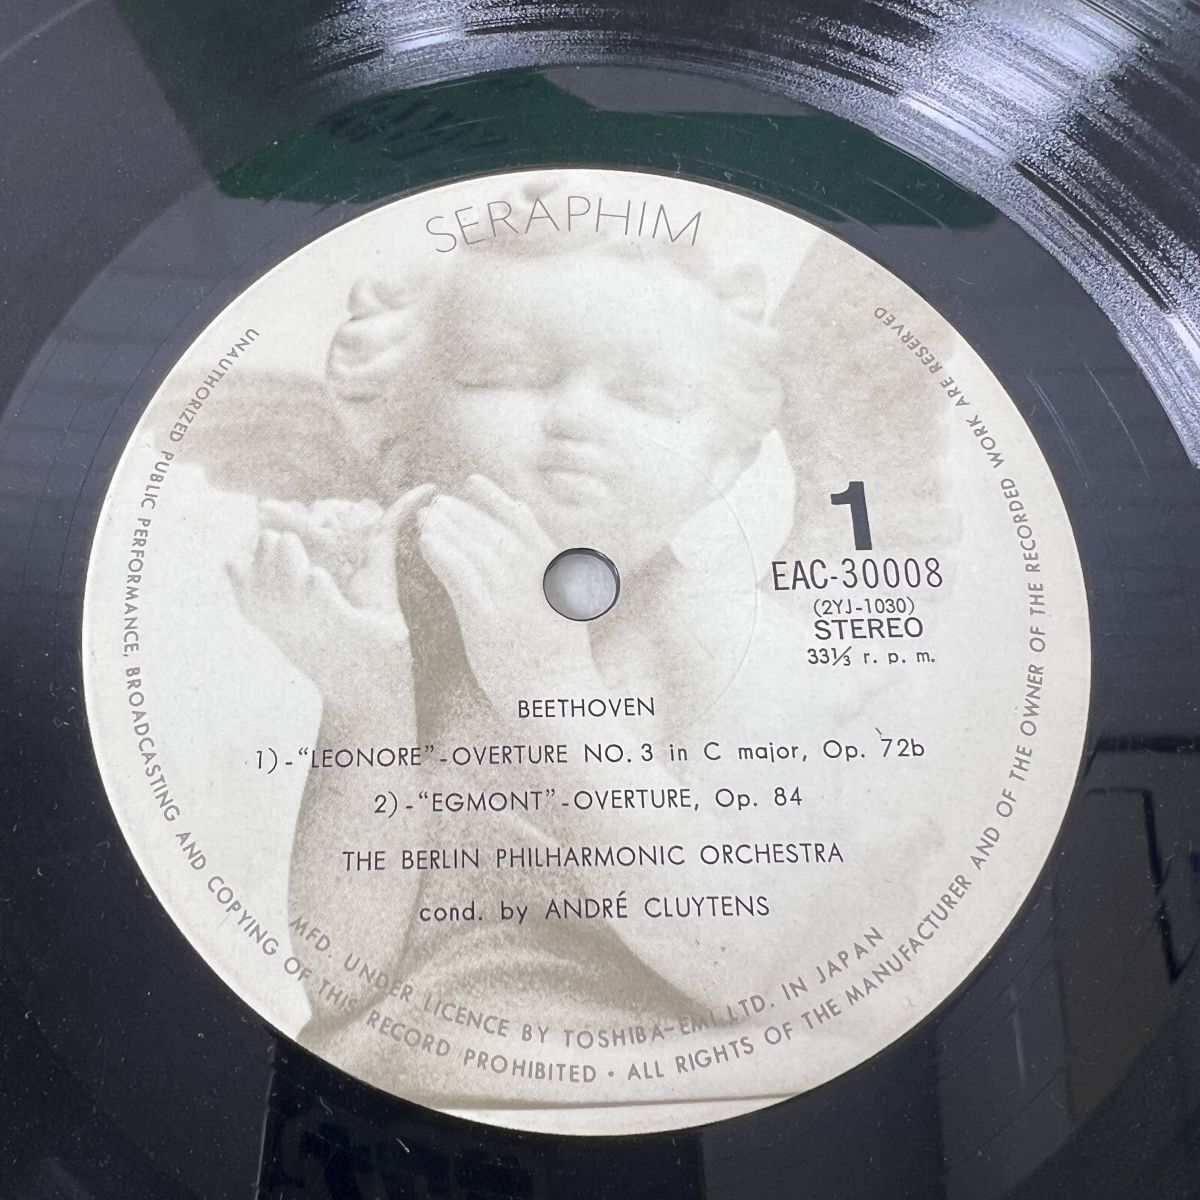 SERAPHIM
1
EAC-30008
(2YJ-1030)
STEREO
33⅓ r. p. m.
BEETHOVEN
1)-“LEONORE”-OVERTURE NO. 3 in C major, Op. 72b
2)-“EGMONT”-OVERTURE, Op. 84
THE BERLIN PHILHARMONIC ORCHESTRA
cond. by ANDRÉ CLUYTENS
MFD. UNDER LICENCE BY TOSHIBA-EMI LTD. IN JAPAN
UNAUTHORIZED PUBLIC PERFORMANCE, BROADCASTING AND COPYING OF THIS RECORD PROHIBITED • ALL RIGHTS OF THE MANUFACTURER AND OF THE OWNER OF THE RECORDED WORK ARE RESERVED